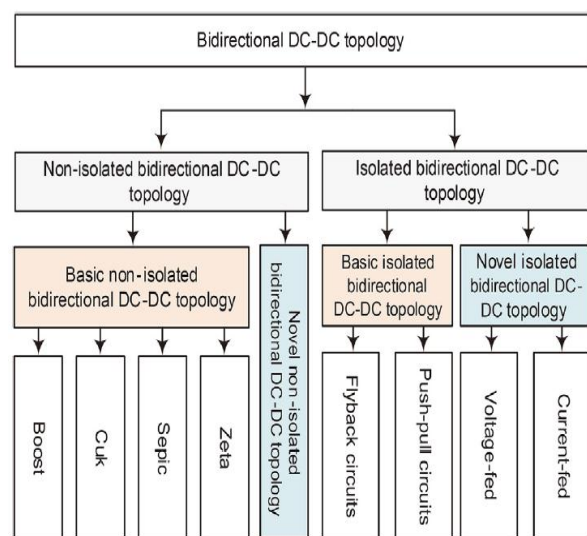 Bidirectional DC-DC topology
Non-isolated bidirectional DC-DC
topology
Isolated bidirectional DC-DC
topology
Basic non-isolated
bidirectional DC-DC topology
Novel non-isolated
bidirectional DC-DC topology
Basic isolated
bidirectional
DC-DC topology
Novel isolated
bidirectional DC-
DC topology
Boost
Cuk
Sepic
Zeta
Flyback circuits
Push-pull circuits
Voltage-fed
Current-fed